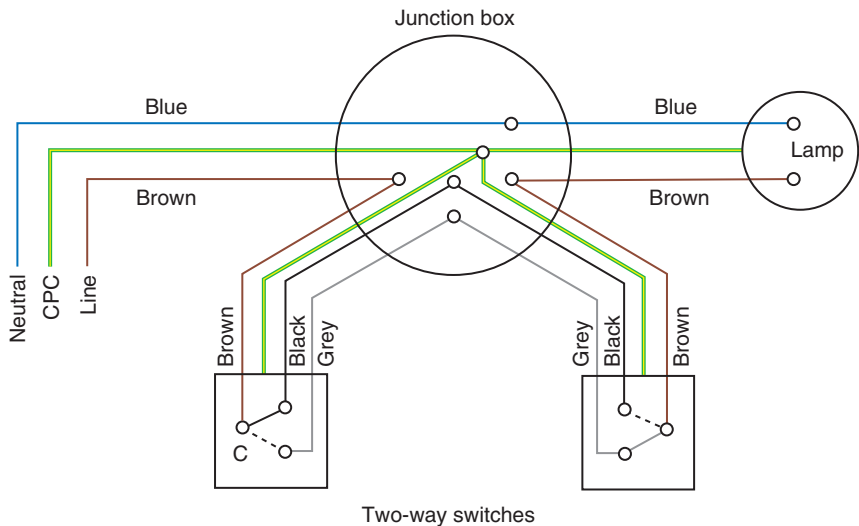 Junction box
Blue
Blue
Lamp
Brown
Brown
Neutral
CPC
Line
Brown
Black
Grey
Grey
Black
Brown
C
Two-way switches